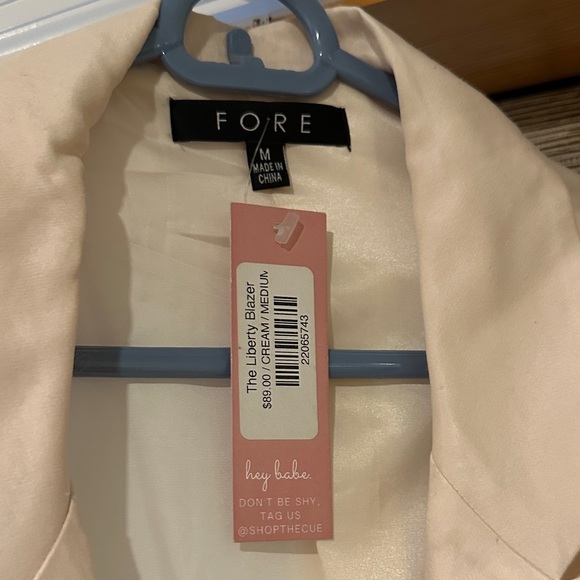 FORE
M
MADE IN
CHINA
The Liberty Blazer
$89.00 / CREAM / MEDIUM
22065743
hey babe.
DON'T BE SHY,
TAG US
@SHOPTHECUE